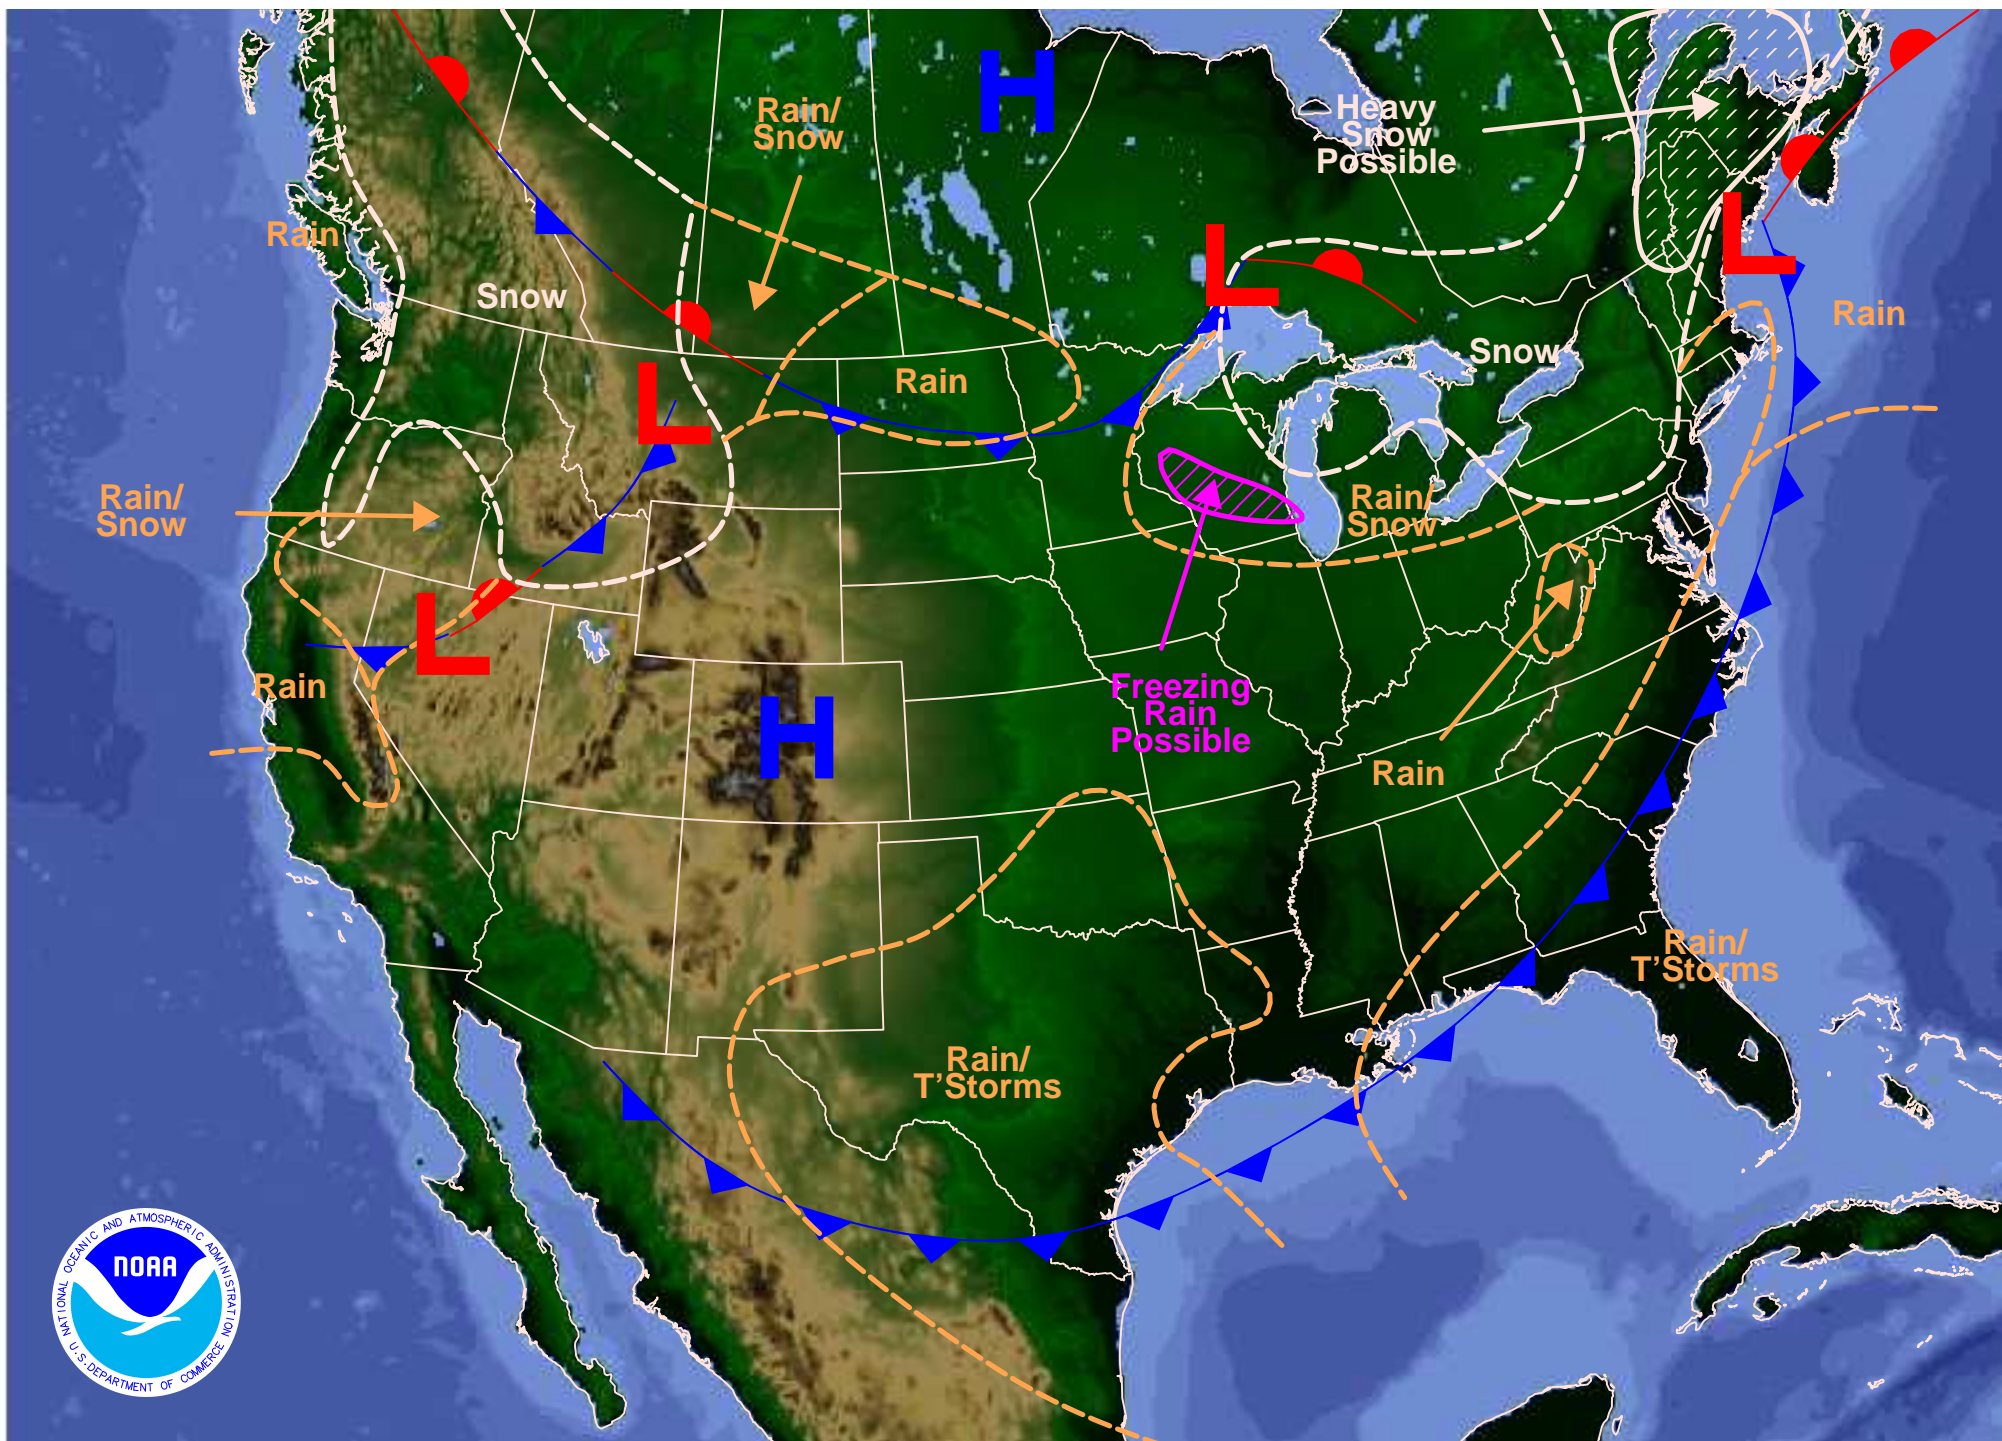 H
Rain/
Snow
Heavy
Snow
Possible
Rain
Snow
L
L
Rain
Snow
L
Rain
Rain/
Snow
Rain/
Snow
L
Rain
H
Freezing
Rain
Possible
Rain
Rain/
T'Storms
Rain/
T'Storms
NATIONAL OCEANIC AND ATMOSPHERIC ADMINISTRATION
NOAA
U.S. DEPARTMENT OF COMMERCE